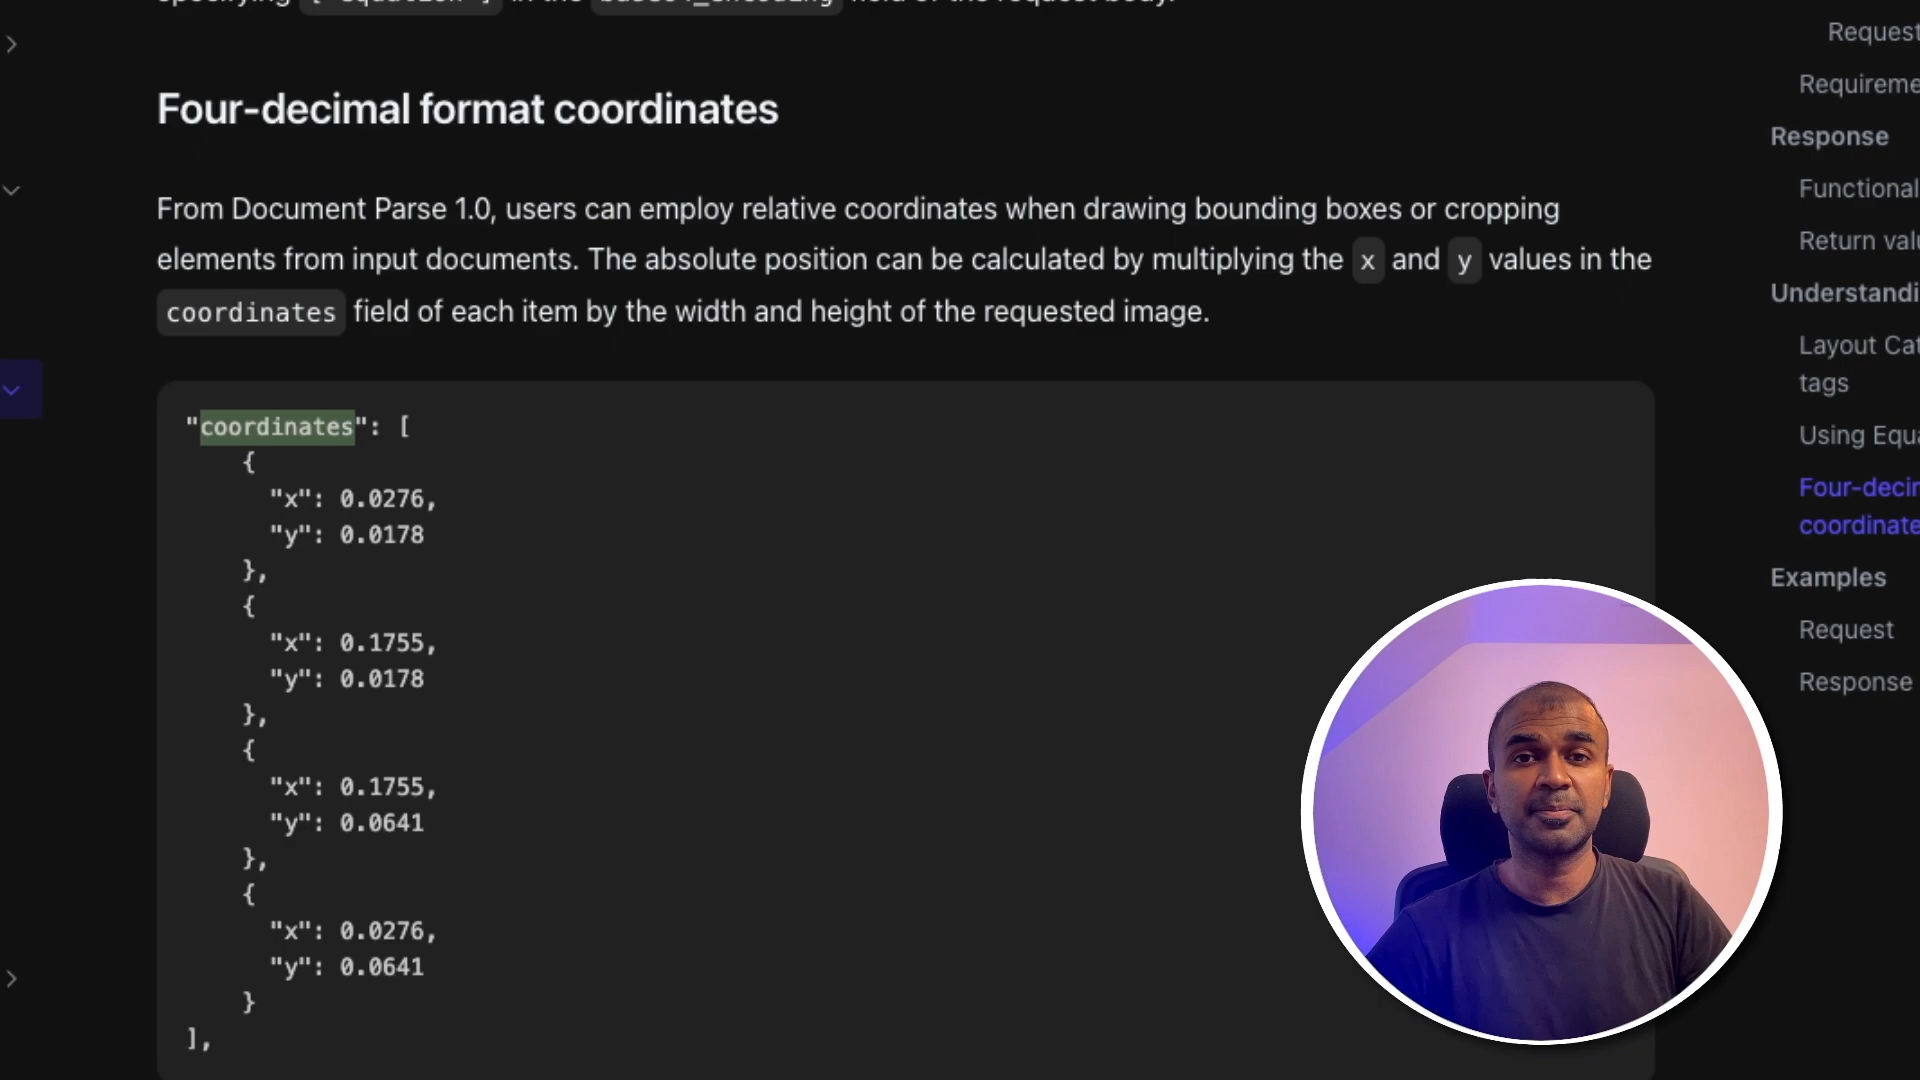 Four-decimal format coordinates
From Document Parse 1.0, users can employ relative coordinates when drawing bounding boxes or cropping
elements from input documents. The absolute position can be calculated by multiplying the x and y values in the
coordinates field of each item by the width and height of the requested image.
"coordinates": [
{
"x": 0.0276,
"y": 0.0178
},
{
"x": 0.1755,
"y": 0.0178
},
{
"x": 0.1755,
"y": 0.0641
},
{
"x": 0.0276,
"y": 0.0641
}
],
Request
Requireme
Response
Functional
Return valu
Understandi
Layout Cat
tags
Using Equa
Four-decim
coordinate
Examples
Request
Response